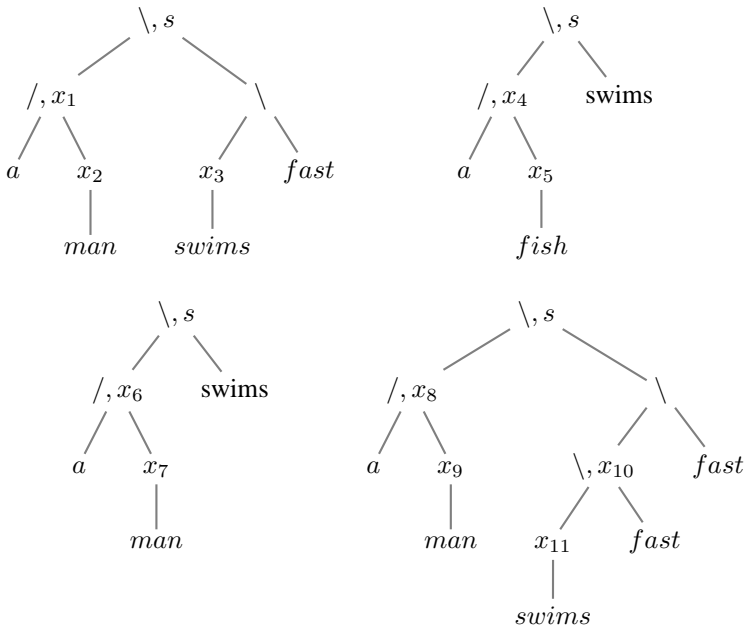 \, s \, s
/, x₁ \ /, x₄ swims
a x₂ x₃ fast a x₅
man swims fish
\, s \, s
/, x₆ swims /, x₈ \
a x₇ a x₉ \, x₁₀ fast
man man x₁₁ fast
swims